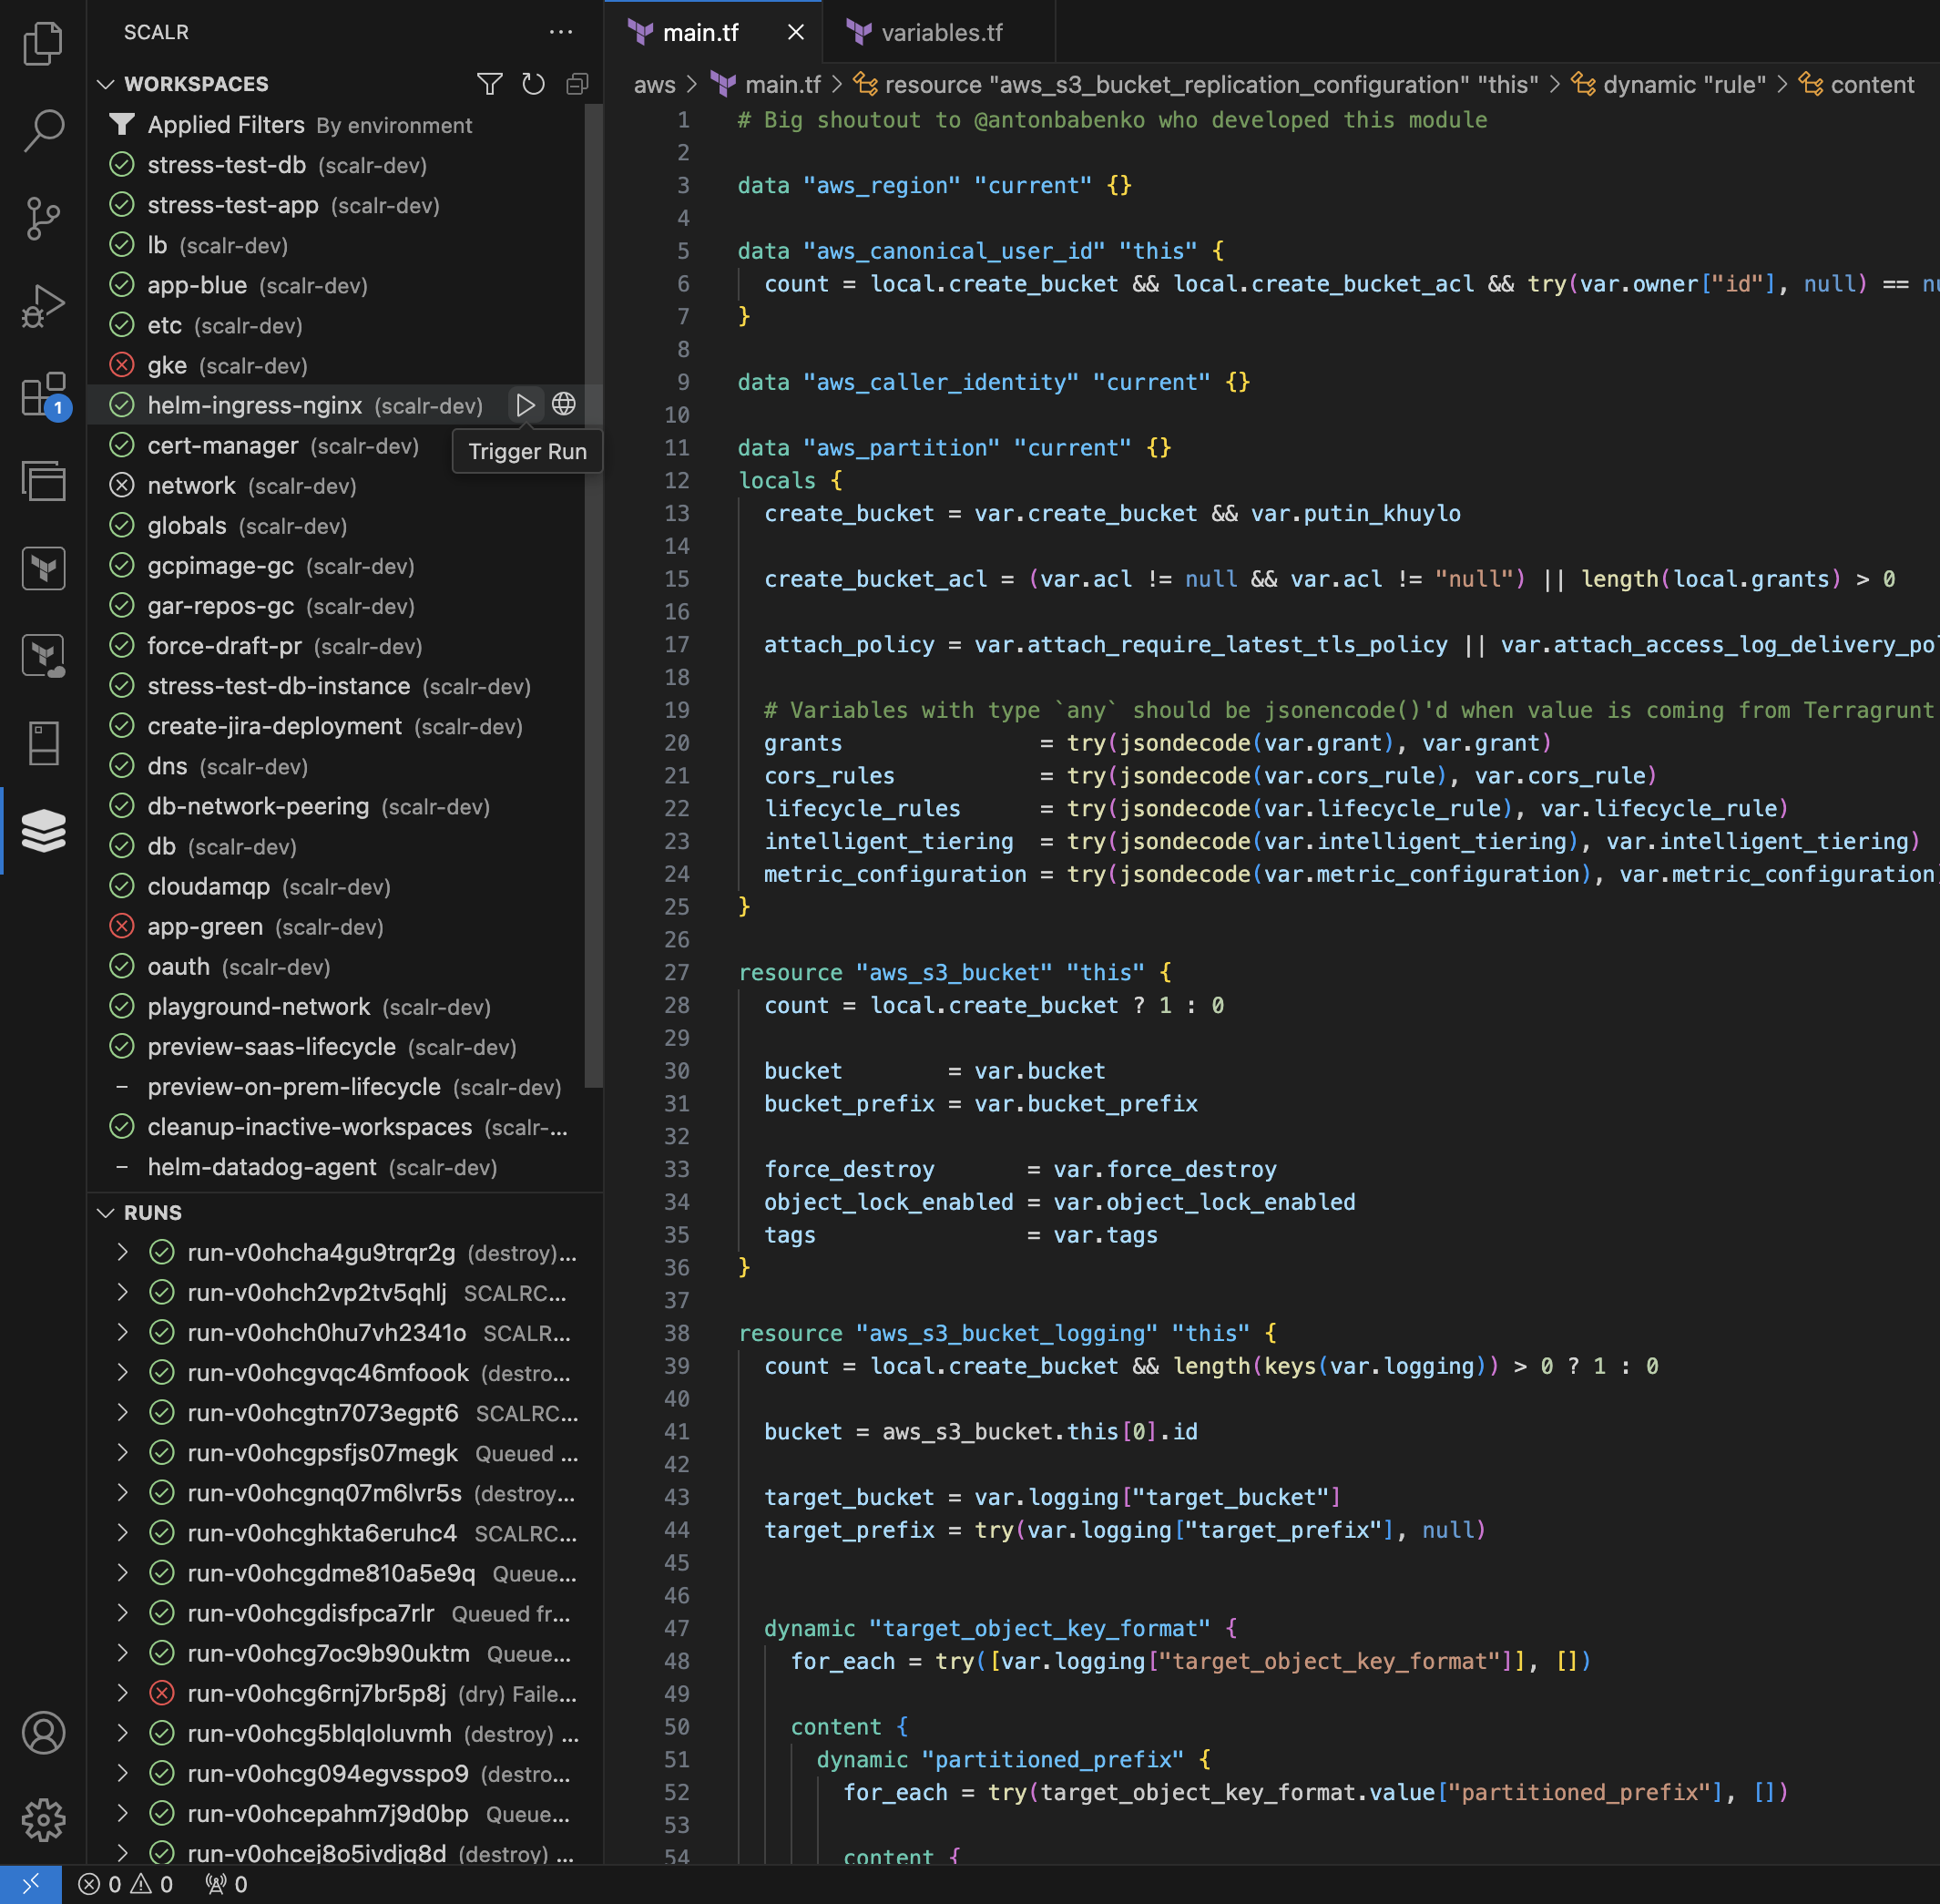 SCALR
WORKSPACES
Applied Filters By environment
stress-test-db (scalr-dev)
stress-test-app (scalr-dev)
lb (scalr-dev)
app-blue (scalr-dev)
etc (scalr-dev)
gke (scalr-dev)
helm-ingress-nginx (scalr-dev)
Trigger Run
cert-manager (scalr-dev)
network (scalr-dev)
globals (scalr-dev)
gcpimage-gc (scalr-dev)
gar-repos-gc (scalr-dev)
force-draft-pr (scalr-dev)
stress-test-db-instance (scalr-dev)
create-jira-deployment (scalr-dev)
dns (scalr-dev)
db-network-peering (scalr-dev)
db (scalr-dev)
cloudamqp (scalr-dev)
app-green (scalr-dev)
oauth (scalr-dev)
playground-network (scalr-dev)
preview-saas-lifecycle (scalr-dev)
preview-on-prem-lifecycle (scalr-dev)
cleanup-inactive-workspaces (scalr-...
helm-datadog-agent (scalr-dev)
RUNS
run-v0ohcha4gu9trqr2g (destroy)...
run-v0ohch2vp2tv5qhlj SCALRC...
run-v0ohch0hu7vh2341o SCALR...
run-v0ohcgvqc46mfoook (destro...
run-v0ohcgtn7073egpt6 SCALRC...
run-v0ohcgpsfjs07megk Queued ...
run-v0ohcgnq07m6lvr5s (destroy...
run-v0ohcghkta6eruhc4 SCALRC...
run-v0ohcgdme810a5e9q Queue...
run-v0ohcgdisfpca7rlr Queued fr...
run-v0ohcg7oc9b90uktm Queue...
run-v0ohcg6rnj7br5p8j (dry) Faile...
run-v0ohcg5blqloluvmh (destroy) ...
run-v0ohcg094egvsspo9 (destro...
run-v0ohcepahm7j9d0bp Queue...
run-v0ohcej8o5ivdjq8d (destroy) ...
1
0 0 0
main.tf
variables.tf
aws > main.tf > resource "aws_s3_bucket_replication_configuration" "this" > dynamic "rule" > content
1 # Big shoutout to @antonbabenko who developed this module
2
3 data "aws_region" "current" {}
4
5 data "aws_canonical_user_id" "this" {
6 count = local.create_bucket && local.create_bucket_acl && try(var.owner["id"], null) == nu
7 }
8
9 data "aws_caller_identity" "current" {}
10
11 data "aws_partition" "current" {}
12 locals {
13 create_bucket = var.create_bucket && var.putin_khuylo
14
15 create_bucket_acl = (var.acl != null && var.acl != "null") || length(local.grants) > 0
16
17 attach_policy = var.attach_require_latest_tls_policy || var.attach_access_log_delivery_pol
18
19 # Variables with type `any` should be jsonencode()'d when value is coming from Terragrunt
20 grants = try(jsondecode(var.grant), var.grant)
21 cors_rules = try(jsondecode(var.cors_rule), var.cors_rule)
22 lifecycle_rules = try(jsondecode(var.lifecycle_rule), var.lifecycle_rule)
23 intelligent_tiering = try(jsondecode(var.intelligent_tiering), var.intelligent_tiering)
24 metric_configuration = try(jsondecode(var.metric_configuration), var.metric_configuration)
25 }
26
27 resource "aws_s3_bucket" "this" {
28 count = local.create_bucket ? 1 : 0
29
30 bucket = var.bucket
31 bucket_prefix = var.bucket_prefix
32
33 force_destroy = var.force_destroy
34 object_lock_enabled = var.object_lock_enabled
35 tags = var.tags
36 }
37
38 resource "aws_s3_bucket_logging" "this" {
39 count = local.create_bucket && length(keys(var.logging)) > 0 ? 1 : 0
40
41 bucket = aws_s3_bucket.this[0].id
42
43 target_bucket = var.logging["target_bucket"]
44 target_prefix = try(var.logging["target_prefix"], null)
45
46
47 dynamic "target_object_key_format" {
48 for_each = try([var.logging["target_object_key_format"]], [])
49
50 content {
51 dynamic "partitioned_prefix" {
52 for_each = try(target_object_key_format.value["partitioned_prefix"], [])
53
54 content {